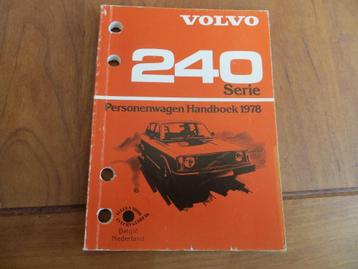 VOLVO
240
Serie
Personenwagen Handboek 1978
België
Nederland